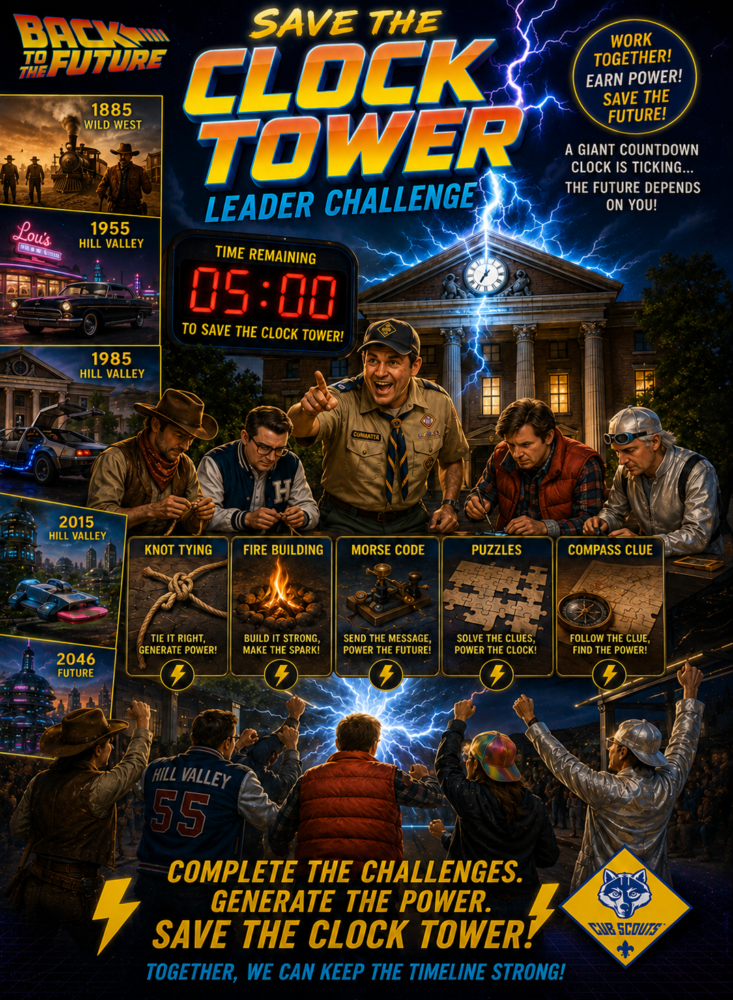 BACK
TO THE FUTURE
SAVE THE
CLOCK
TOWER
LEADER CHALLENGE
WORK
TOGETHER!
EARN POWER!
SAVE THE
FUTURE!
A GIANT COUNTDOWN
CLOCK IS TICKING...
THE FUTURE DEPENDS
ON YOU!
1885
WILD WEST
1955
HILL VALLEY
Lou's
1985
HILL VALLEY
2015
HILL VALLEY
2046
FUTURE
TIME REMAINING
05:00
TO SAVE THE CLOCK TOWER!
CUMMATTA
H
KNOT TYING
TIE IT RIGHT,
GENERATE POWER!
FIRE BUILDING
BUILD IT STRONG,
MAKE THE SPARK!
MORSE CODE
SEND THE MESSAGE,
POWER THE FUTURE!
PUZZLES
SOLVE THE CLUES,
POWER THE CLOCK!
COMPASS CLUE
FOLLOW THE CLUE,
FIND THE POWER!
HILL VALLEY
55
COMPLETE THE CHALLENGES.
GENERATE THE POWER.
SAVE THE CLOCK TOWER!
CUB SCOUTS
TOGETHER, WE CAN KEEP THE TIMELINE STRONG!